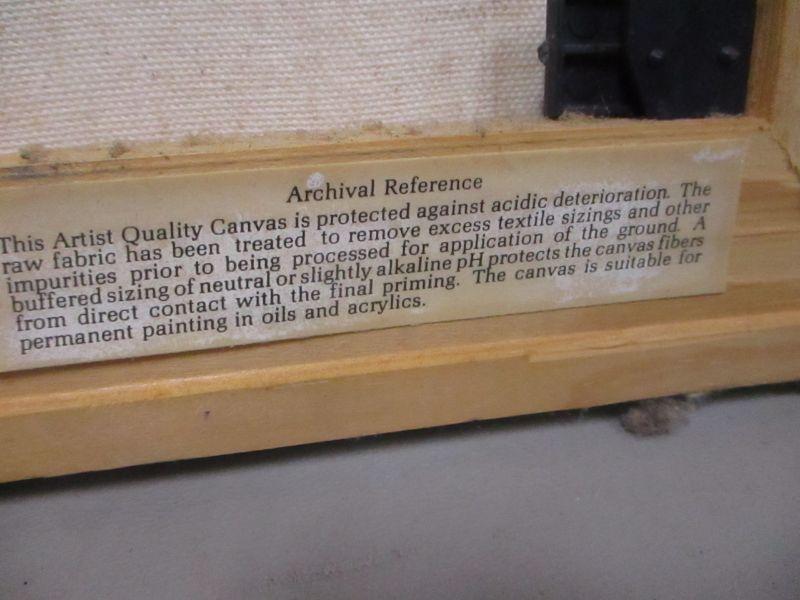 Archival Reference
This Artist Quality Canvas is protected against acidic deterioration. The
raw fabric has been treated to remove excess textile sizings and other
impurities prior to being processed for application of the ground. A
buffered sizing of neutral or slightly alkaline pH protects the canvas fibers
from direct contact with the final priming. The canvas is suitable for
permanent painting in oils and acrylics.